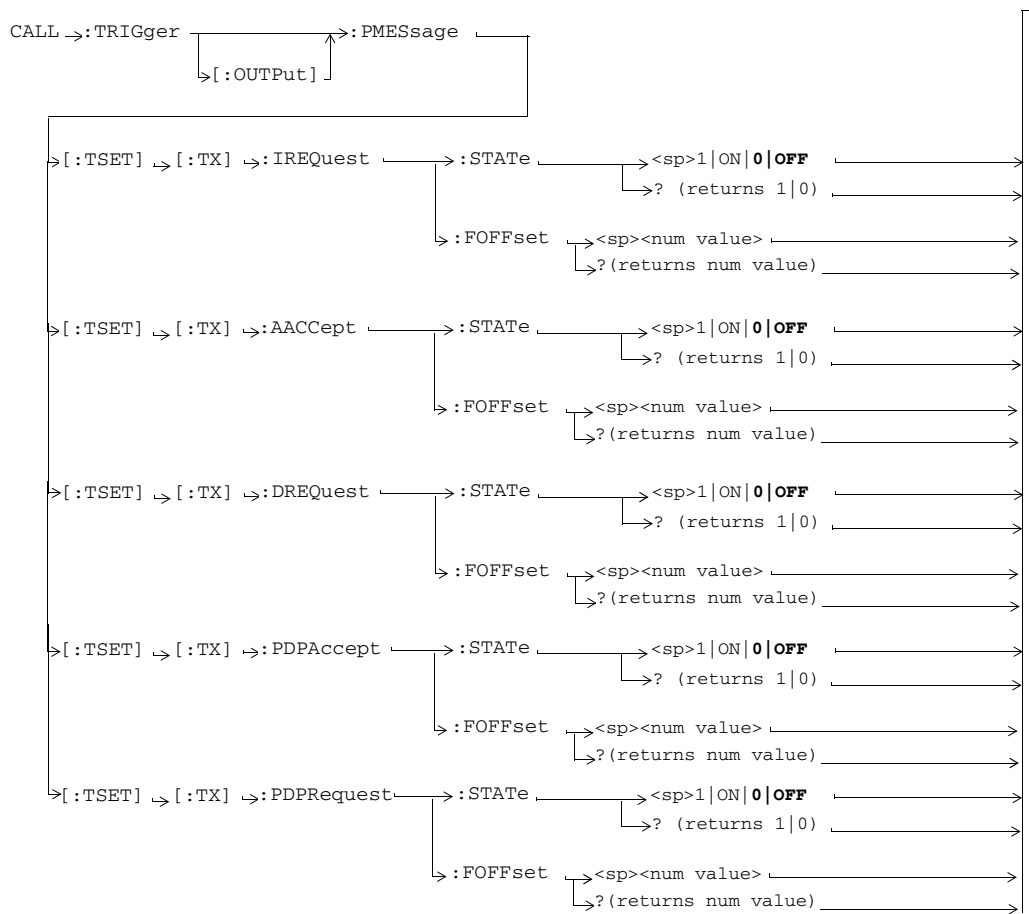 CALL :TRIGger :PMESsage
[:OUTPut]
[:TSET] [:TX] :IREQuest :STATe <sp>1|ON|0|OFF
? (returns 1|0)
:FOFFset <sp><num value>
?(returns num value)
[:TSET] [:TX] :AACCept :STATe <sp>1|ON|0|OFF
? (returns 1|0)
:FOFFset <sp><num value>
?(returns num value)
[:TSET] [:TX] :DREQuest :STATe <sp>1|ON|0|OFF
? (returns 1|0)
:FOFFset <sp><num value>
?(returns num value)
[:TSET] [:TX] :PDPAccept :STATe <sp>1|ON|0|OFF
? (returns 1|0)
:FOFFset <sp><num value>
?(returns num value)
[:TSET] [:TX] :PDPRequest :STATe <sp>1|ON|0|OFF
? (returns 1|0)
:FOFFset <sp><num value>
?(returns num value)